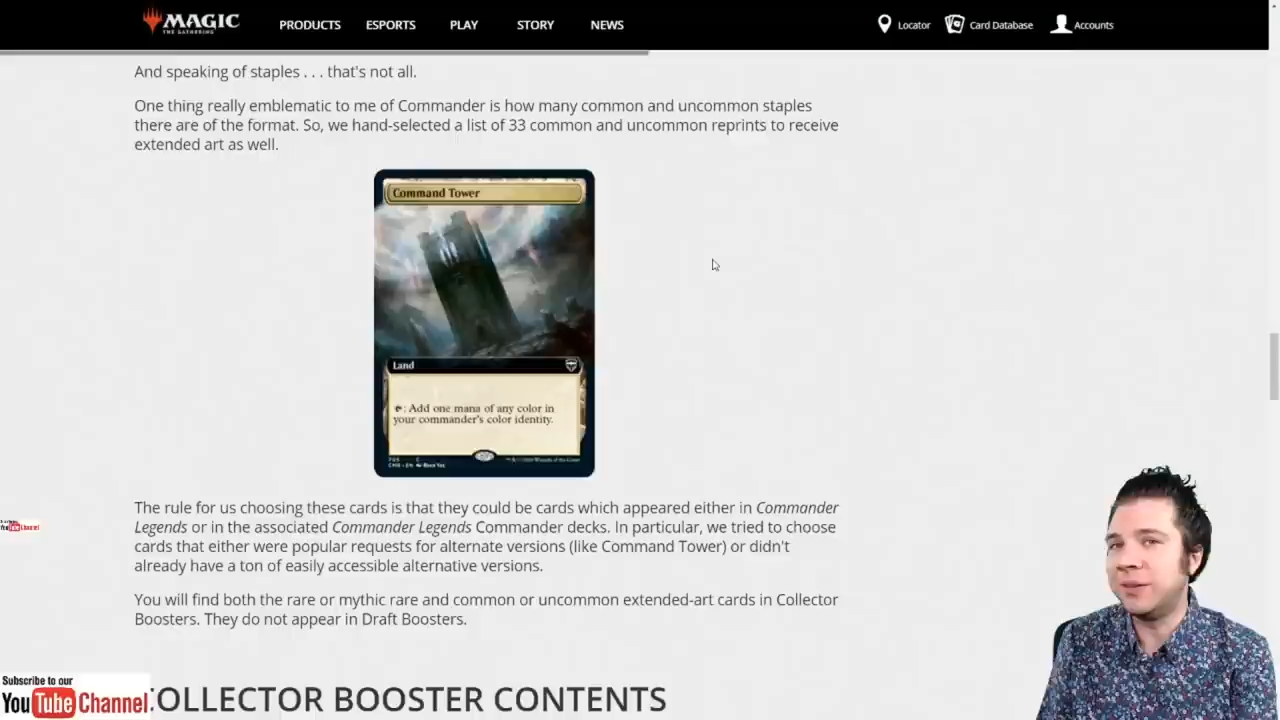 MAGIC
THE GATHERING
PRODUCTS
ESPORTS
PLAY
STORY
NEWS
Locator
Card Database
Accounts
And speaking of staples . . . that's not all.
One thing really emblematic to me of Commander is how many common and uncommon staples
there are of the format. So, we hand-selected a list of 33 common and uncommon reprints to receive
extended art as well.
Command Tower
Land
: Add one mana of any color in
your commander's color identity.
The rule for us choosing these cards is that they could be cards which appeared either in Commander
Legends or in the associated Commander Legends Commander decks. In particular, we tried to choose
cards that either were popular requests for alternate versions (like Command Tower) or didn't
already have a ton of easily accessible alternative versions.
You will find both the rare or mythic rare and common or uncommon extended-art cards in Collector
Boosters. They do not appear in Draft Boosters.
Subscribe to our
YouTube Channel
OLLECTOR BOOSTER CONTENTS